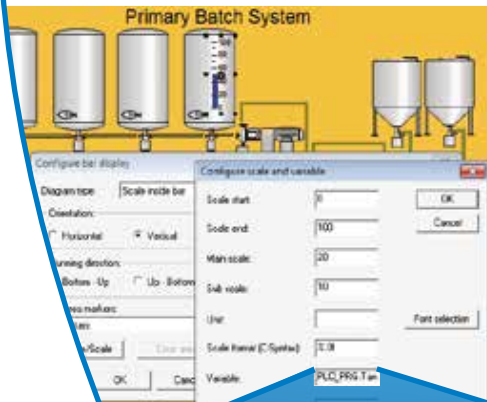 Primary Batch System
Configure bar display
Diagram type: Scale inside bar
Orientation:
Horizontal Vertical
Running direction:
Bottom - Up Up - Bottom
OK
Configure scale and variable
Scale start: 0
Scale end: 100
Main scale: 20
Sub scale: 10
Unit:
Scale format (C-Syntax):
Variable: PLC_PRG.Tan
OK
Cancel
Font selection